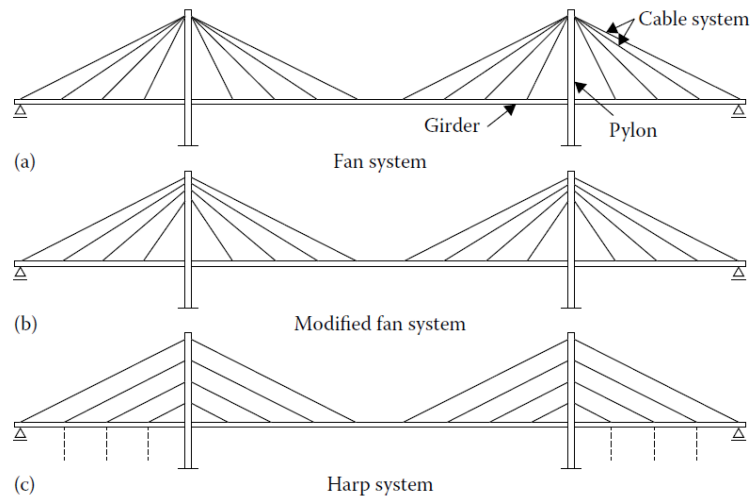 Cable system
Girder
Pylon
(a) Fan system
(b) Modified fan system
(c) Harp system